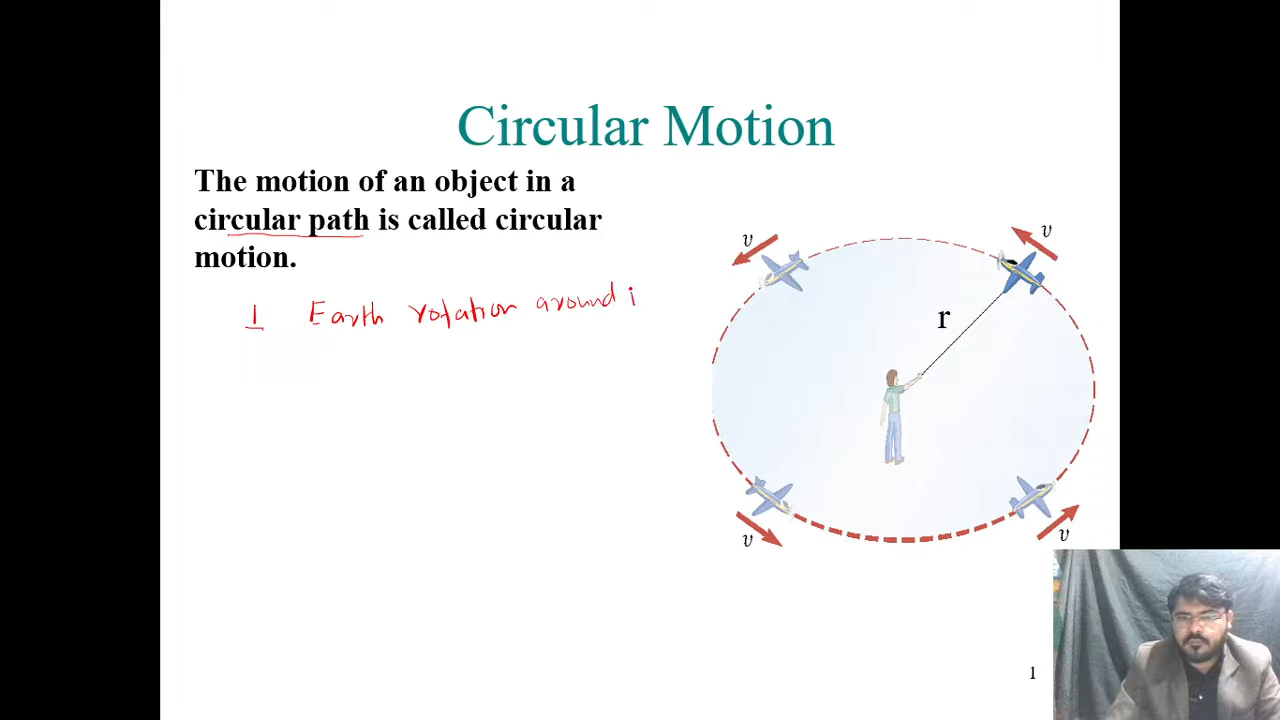 Circular Motion
The motion of an object in a
circular path is called circular
motion.
1 Earth rotation around i
v
v
r
v
v
1